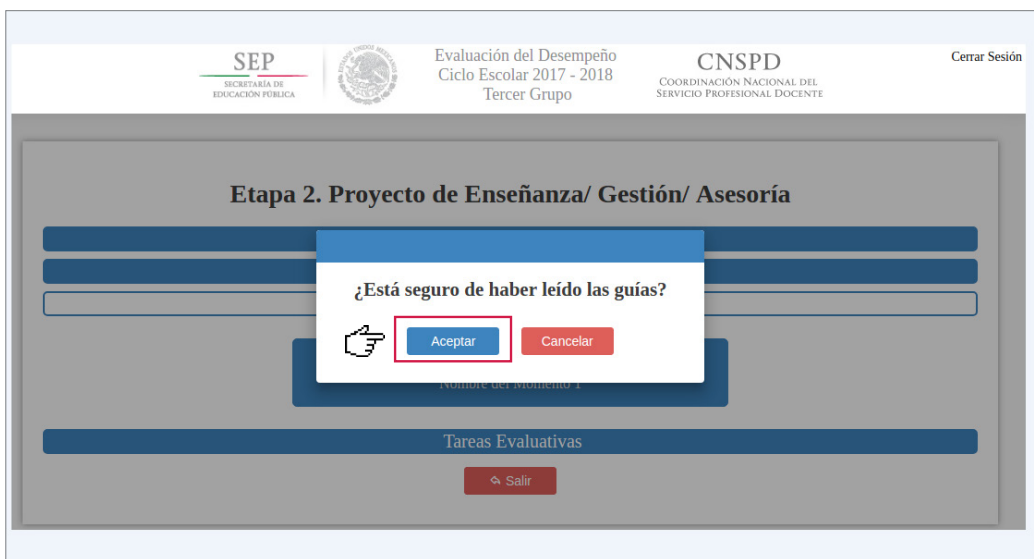 SEP
SECRETARÍA DE
EDUCACIÓN PÚBLICA
Evaluación del Desempeño
Ciclo Escolar 2017 - 2018
Tercer Grupo
CNSPD
COORDINACIÓN NACIONAL DEL
SERVICIO PROFESIONAL DOCENTE
Cerrar Sesión
Etapa 2. Proyecto de Enseñanza/ Gestión/ Asesoría
¿Está seguro de haber leído las guías?
Aceptar
Cancelar
Nombre del Momento 1
Tareas Evaluativas
Salir